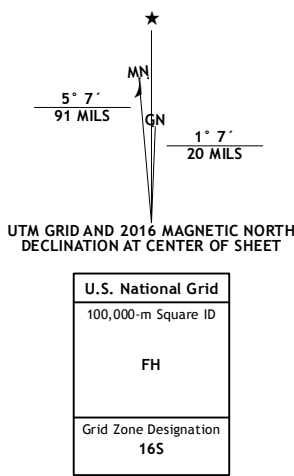 ★
MN
5° 7´
91 MILS
GN
1° 7´
20 MILS
UTM GRID AND 2016 MAGNETIC NORTH
DECLINATION AT CENTER OF SHEET
U.S. National Grid
100,000-m Square ID
FH
Grid Zone Designation
16S